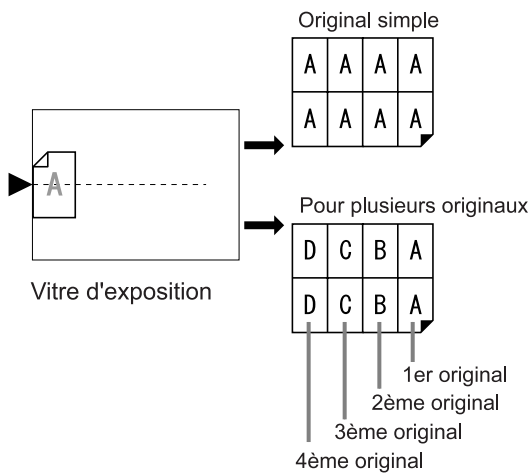 Original simple
A A A A
A A A A
A
Vitre d'exposition
Pour plusieurs originaux
D C B A
D C B A
1er original
2ème original
3ème original
4ème original